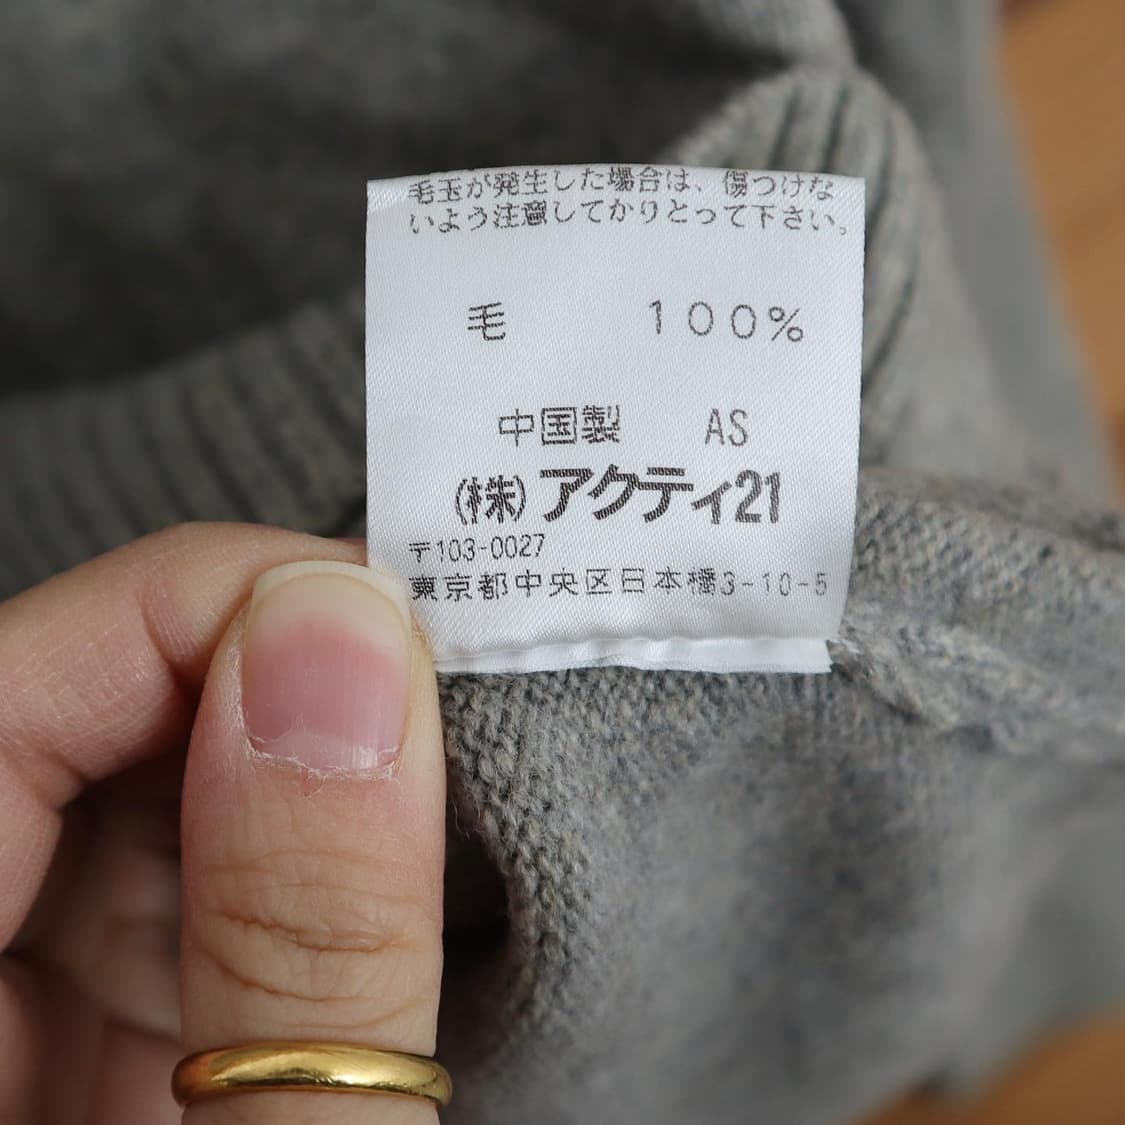 毛玉が発生した場合は、傷つけな
いよう注意してかりとって下さい。
毛 100%
中国製 AS
(株)アクティ21
〒103-0027
東京都中央区日本橋3-10-5